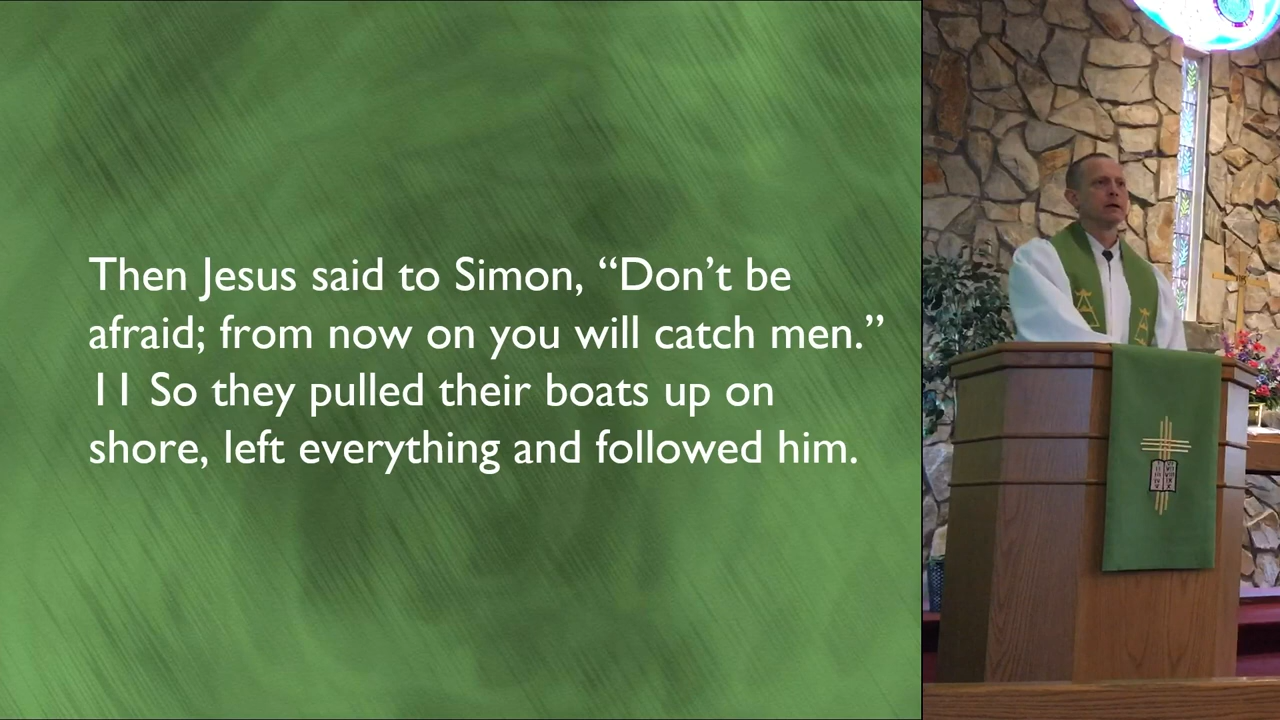 Then Jesus said to Simon, “Don’t be
afraid; from now on you will catch men.”
11 So they pulled their boats up on
shore, left everything and followed him.